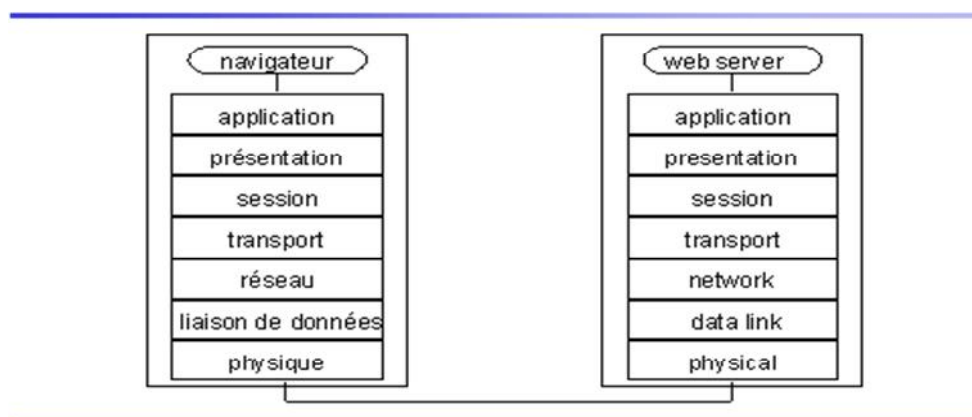 navigateur
application
présentation
session
transport
réseau
liaison de données
physique
web server
application
presentation
session
transport
network
data link
physical